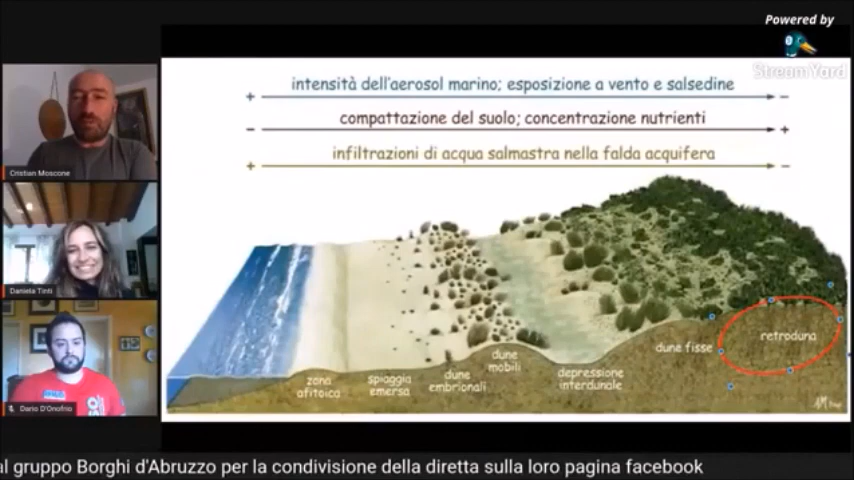 Powered by
StreamYard
intensità dell'aerosol marino; esposizione a vento e salsedine
+ -
compattazione del suolo; concentrazione nutrienti
- +
infiltrazioni di acqua salmastra nella falda acquifera
+ -
Cristian Moscone
Daniela Tinti
Dario D'Onofrio
zona
afitoica
spiaggia
emersa
dune
embrionali
dune
mobili
depressione
interdunale
dune fisse
retroduna
al gruppo Borghi d'Abruzzo per la condivisione della diretta sulla loro pagina facebook